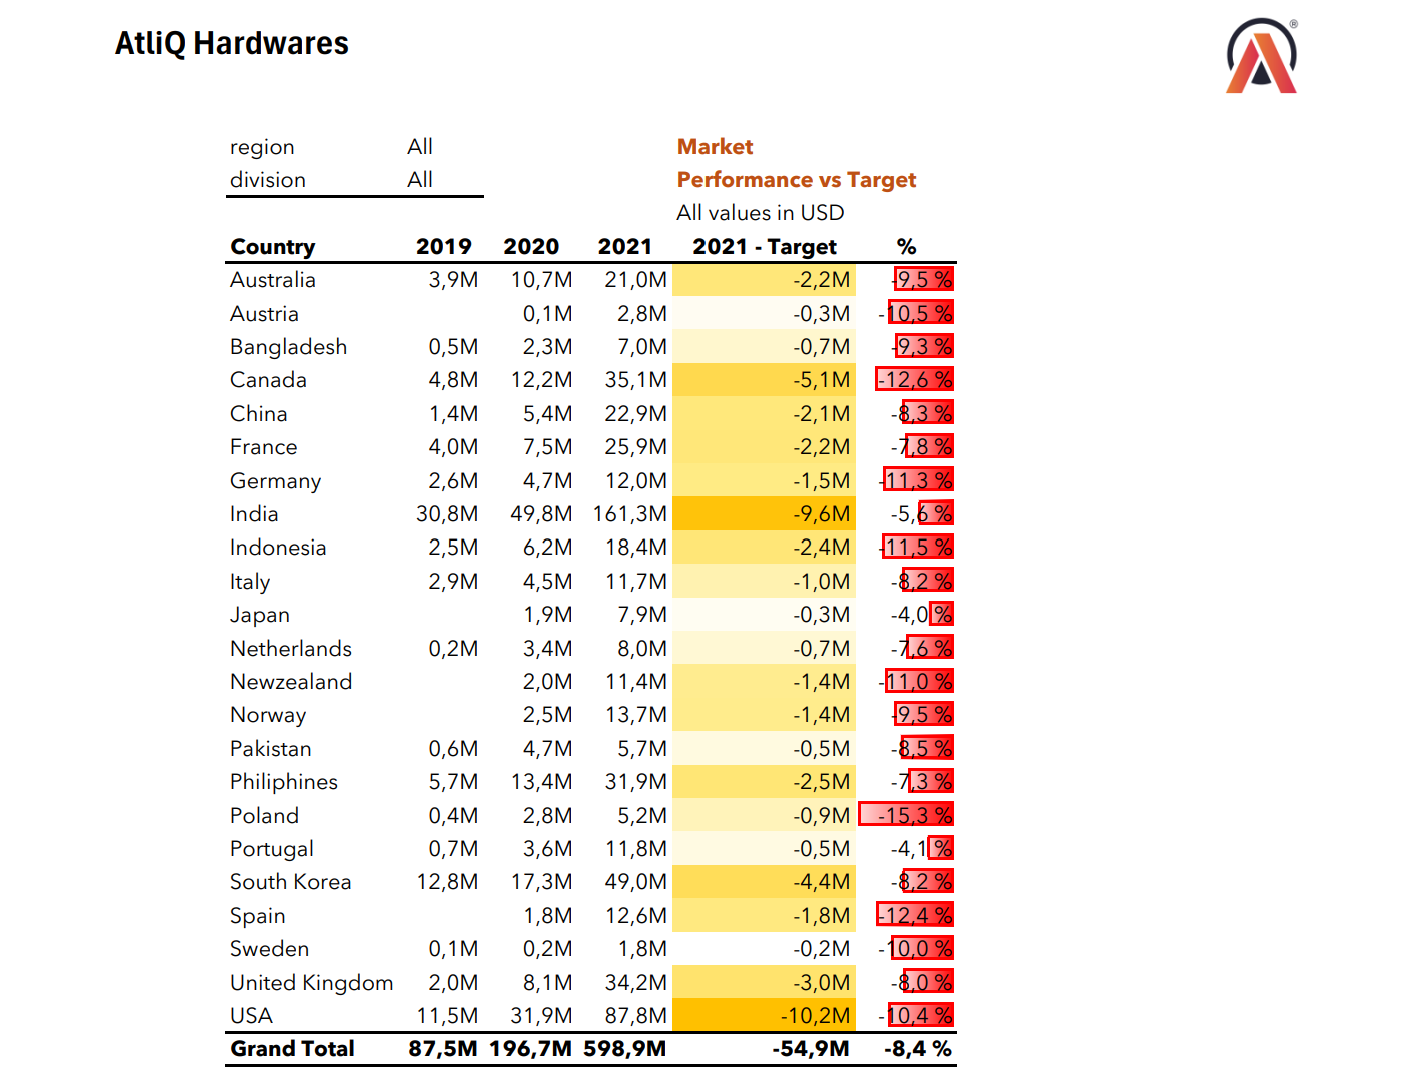 AtliQ Hardwares
®
region All Market
division All Performance vs Target
All values in USD
Country 2019 2020 2021 2021 - Target %
Australia 3,9M 10,7M 21,0M -2,2M -9,5 %
Austria 0,1M 2,8M -0,3M -10,5 %
Bangladesh 0,5M 2,3M 7,0M -0,7M -9,3 %
Canada 4,8M 12,2M 35,1M -5,1M -12,6 %
China 1,4M 5,4M 22,9M -2,1M -8,3 %
France 4,0M 7,5M 25,9M -2,2M -7,8 %
Germany 2,6M 4,7M 12,0M -1,5M -11,3 %
India 30,8M 49,8M 161,3M -9,6M -5,6 %
Indonesia 2,5M 6,2M 18,4M -2,4M -11,5 %
Italy 2,9M 4,5M 11,7M -1,0M -8,2 %
Japan 1,9M 7,9M -0,3M -4,0 %
Netherlands 0,2M 3,4M 8,0M -0,7M -7,6 %
Newzealand 2,0M 11,4M -1,4M -11,0 %
Norway 2,5M 13,7M -1,4M -9,5 %
Pakistan 0,6M 4,7M 5,7M -0,5M -8,5 %
Philiphines 5,7M 13,4M 31,9M -2,5M -7,3 %
Poland 0,4M 2,8M 5,2M -0,9M -15,3 %
Portugal 0,7M 3,6M 11,8M -0,5M -4,1 %
South Korea 12,8M 17,3M 49,0M -4,4M -8,2 %
Spain 1,8M 12,6M -1,8M -12,4 %
Sweden 0,1M 0,2M 1,8M -0,2M -10,0 %
United Kingdom 2,0M 8,1M 34,2M -3,0M -8,0 %
USA 11,5M 31,9M 87,8M -10,2M -10,4 %
Grand Total 87,5M 196,7M 598,9M -54,9M -8,4 %